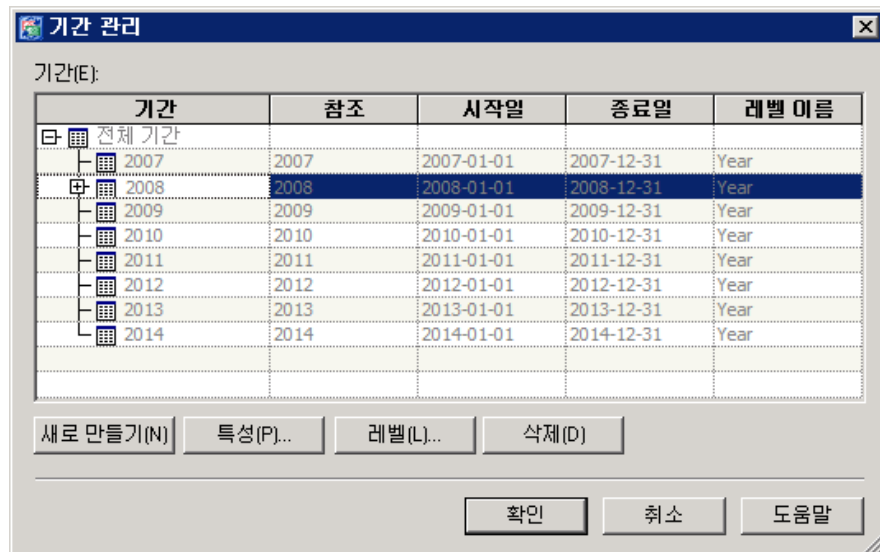 기간 관리
기간(E):
기간 참조 시작일 종료일 레벨 이름
전체 기간
2007 2007 2007-01-01 2007-12-31 Year
2008 2008 2008-01-01 2008-12-31 Year
2009 2009 2009-01-01 2009-12-31 Year
2010 2010 2010-01-01 2010-12-31 Year
2011 2011 2011-01-01 2011-12-31 Year
2012 2012 2012-01-01 2012-12-31 Year
2013 2013 2013-01-01 2013-12-31 Year
2014 2014 2014-01-01 2014-12-31 Year
새로 만들기(N) 특성(P)... 레벨(L)... 삭제(D)
확인 취소 도움말